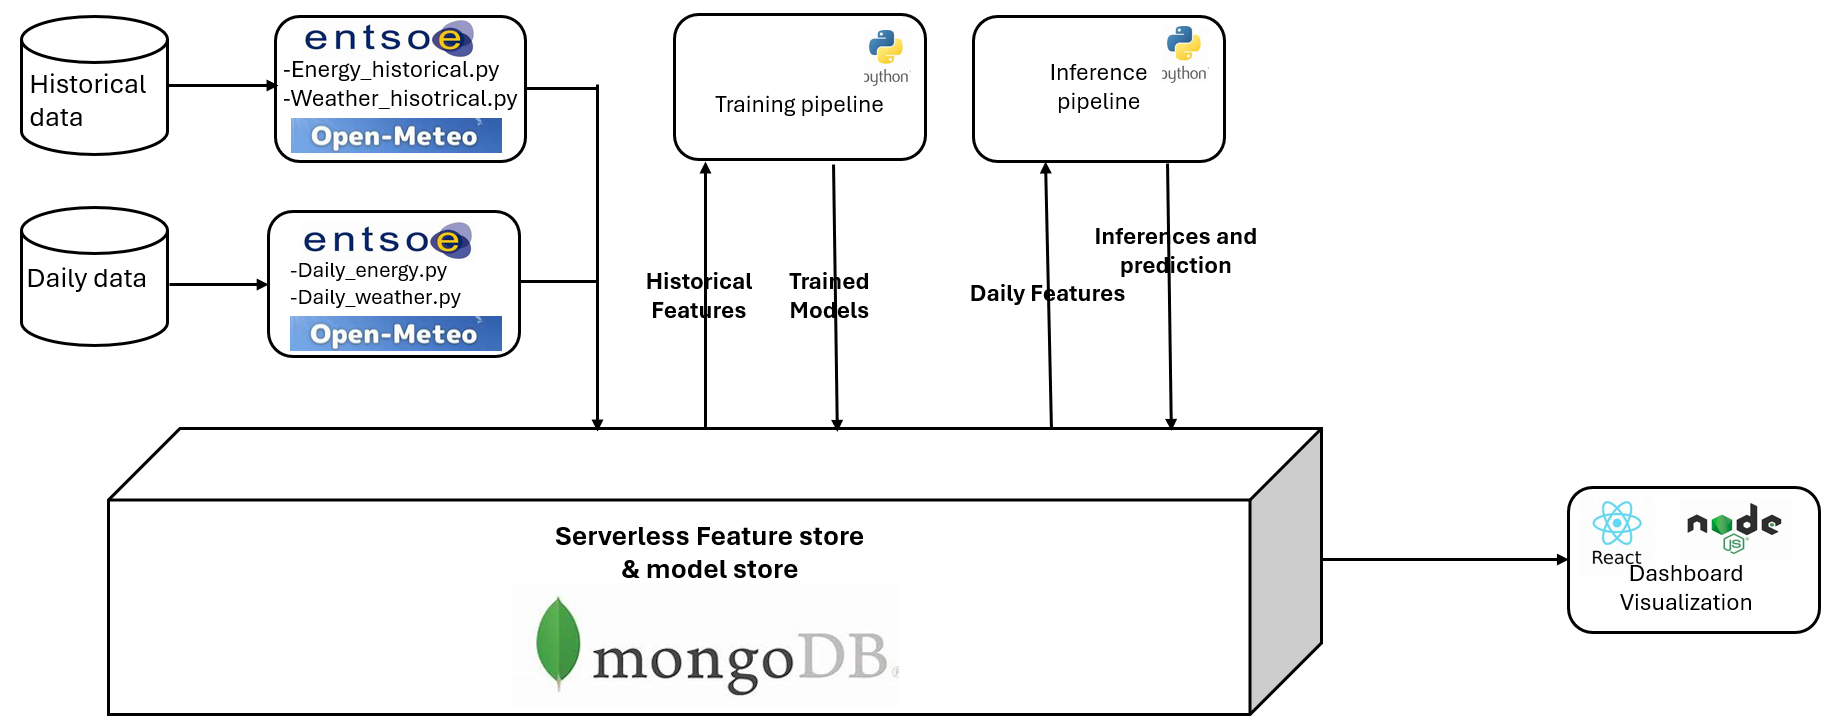 Historical
data
entsoe
-Energy_historical.py
-Weather_hisotrical.py
Open-Meteo
Daily data
entsoe
-Daily_energy.py
-Daily_weather.py
Open-Meteo
python
Training pipeline
python
Inference
pipeline
Historical
Features
Trained
Models
Daily Features
Inferences and
prediction
Serverless Feature store
& model store
mongoDB®
React
node
JS
Dashboard
Visualization